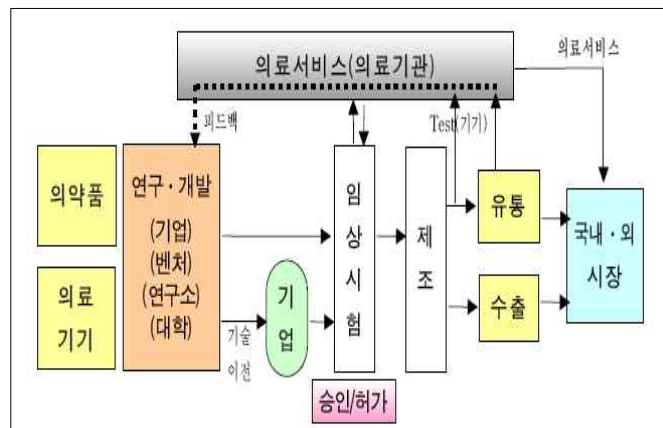 의료서비스
의료서비스(의료기관)
피드백
Test(기기)
의약품
의료
기기
연구·개발
(기업)
(벤처)
(연구소)
(대학)
기술
이전
기
업
임
상
시
험
승인/허가
제
조
유통
수출
국내·외
시장